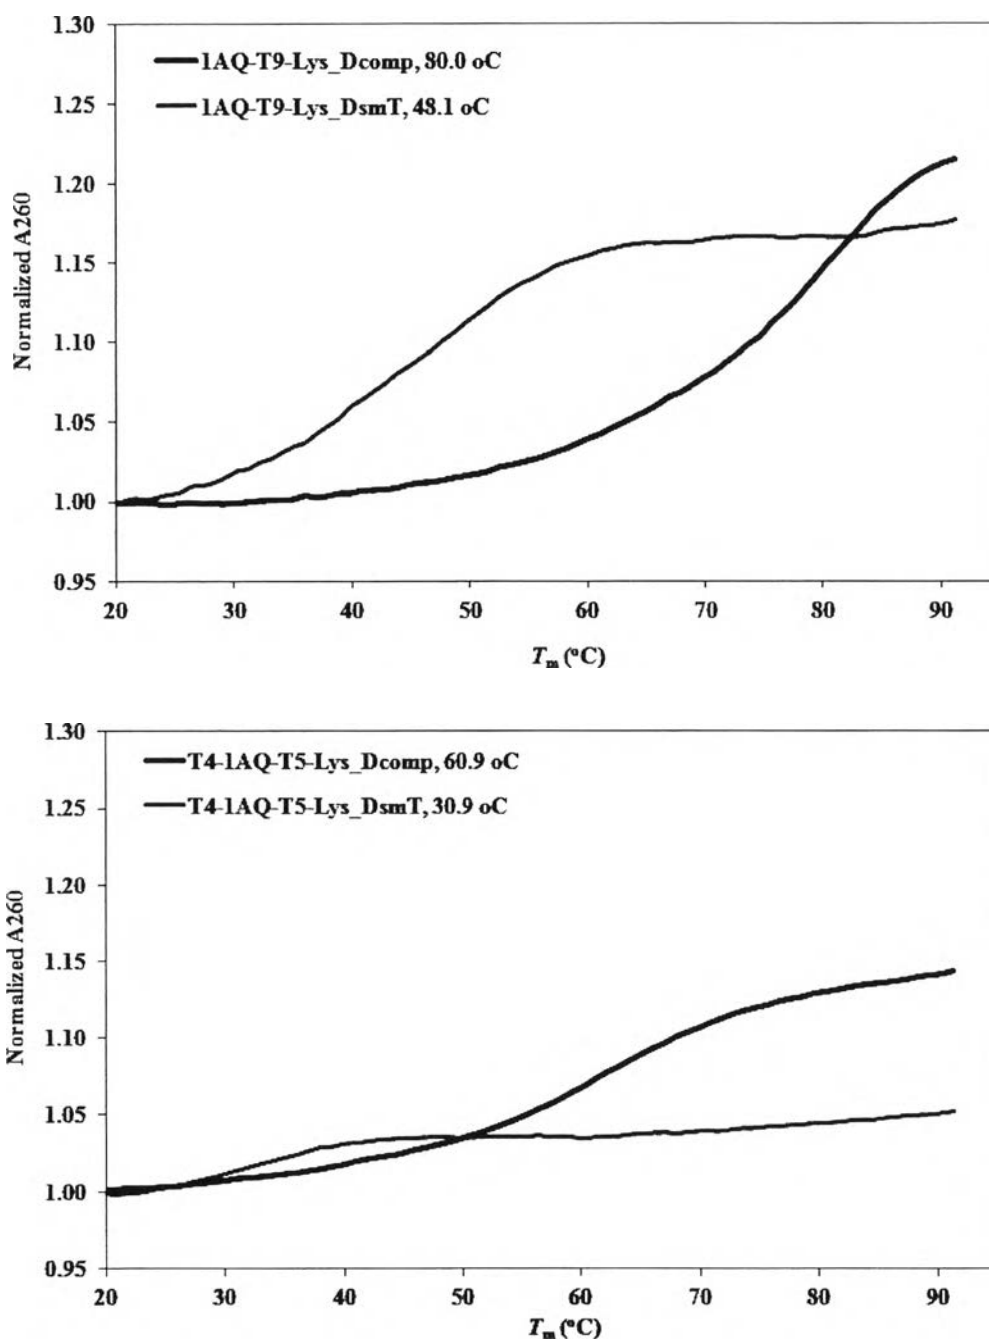 1.30
1AQ-T9-Lys_Dcomp, 80.0 oC
1.25
1AQ-T9-Lys_DsmT, 48.1 oC
1.20
Normalized A260
1.15
1.10
1.05
1.00
0.95
20 30 40 50 60 70 80 90
Tm (oC)
1.30
T4-1AQ-T5-Lys_Dcomp, 60.9 oC
1.25
T4-1AQ-T5-Lys_DsmT, 30.9 oC
1.20
Normalized A260
1.15
1.10
1.05
1.00
0.95
20 30 40 50 60 70 80 90
Tm (oC)